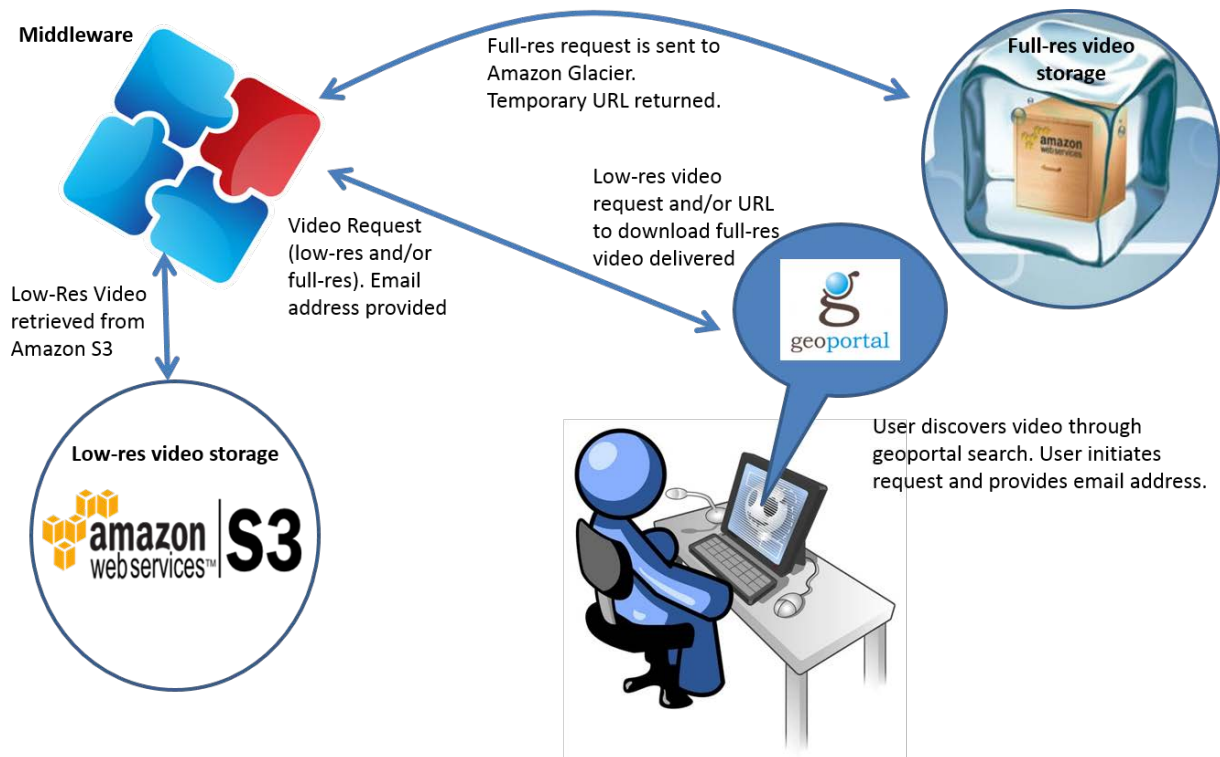 Middleware
Full-res request is sent to
Amazon Glacier.
Temporary URL returned.
Full-res video
storage
amazon
webservices
Low-res video
request and/or URL
to download full-res
video delivered
Video Request
(low-res and/or
full-res). Email
address provided
Low-Res Video
retrieved from
Amazon S3
g
geoportal
User discovers video through
geoportal search. User initiates
request and provides email address.
Low-res video storage
amazon
webservices™
S3